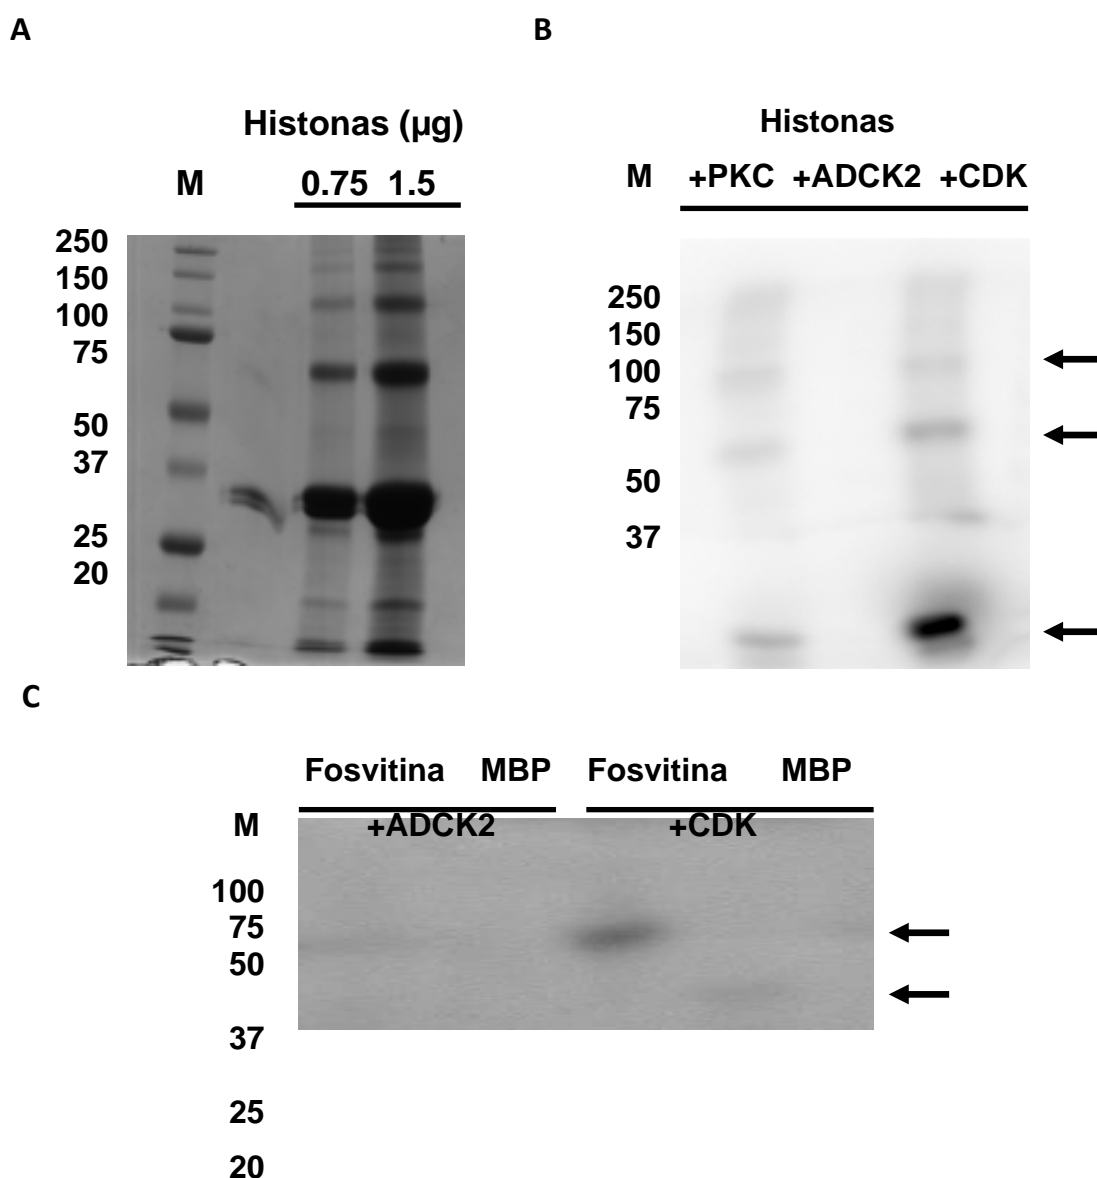 A
Histonas (µg)
M 0.75 1.5
250
150
100
75
50
37
25
20
B
Histonas
M +PKC +ADCK2 +CDK
250
150
100
75
50
37
C
Fosvitina MBP Fosvitina MBP
M +ADCK2 +CDK
100
75
50
37
25
20